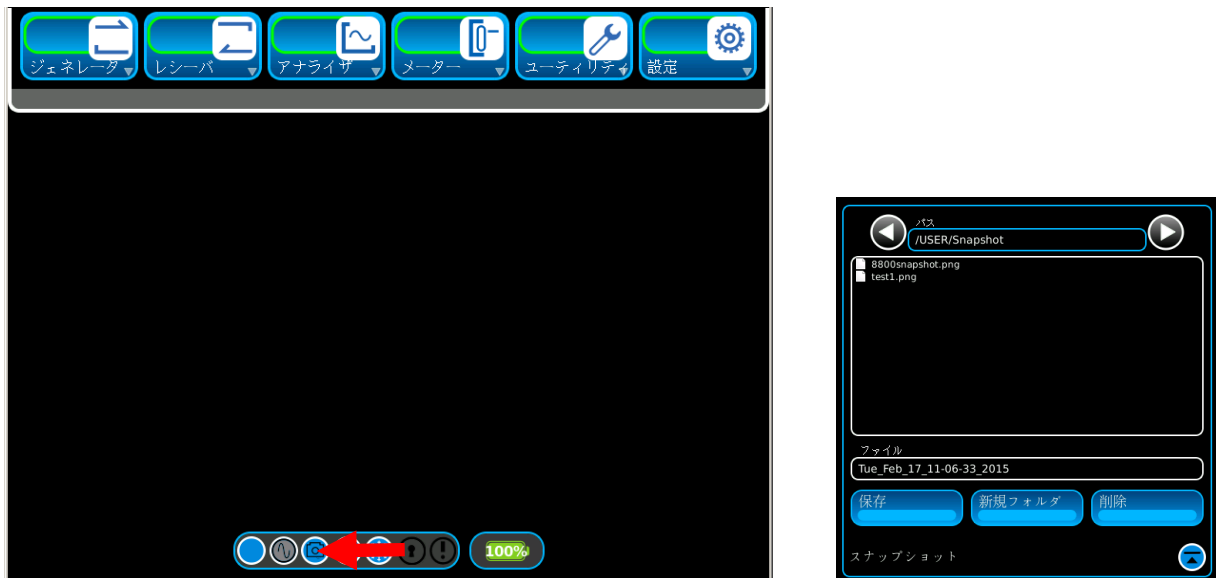 ジェネレータ
レシーバ
アナライザ
メーター
ユーティリティ
設定
100%
パス
/USER/Snapshot
8800snapshot.png
test1.png
ファイル
Tue_Feb_17_11-06-33_2015
保存
新規フォルダ
削除
スナップショット